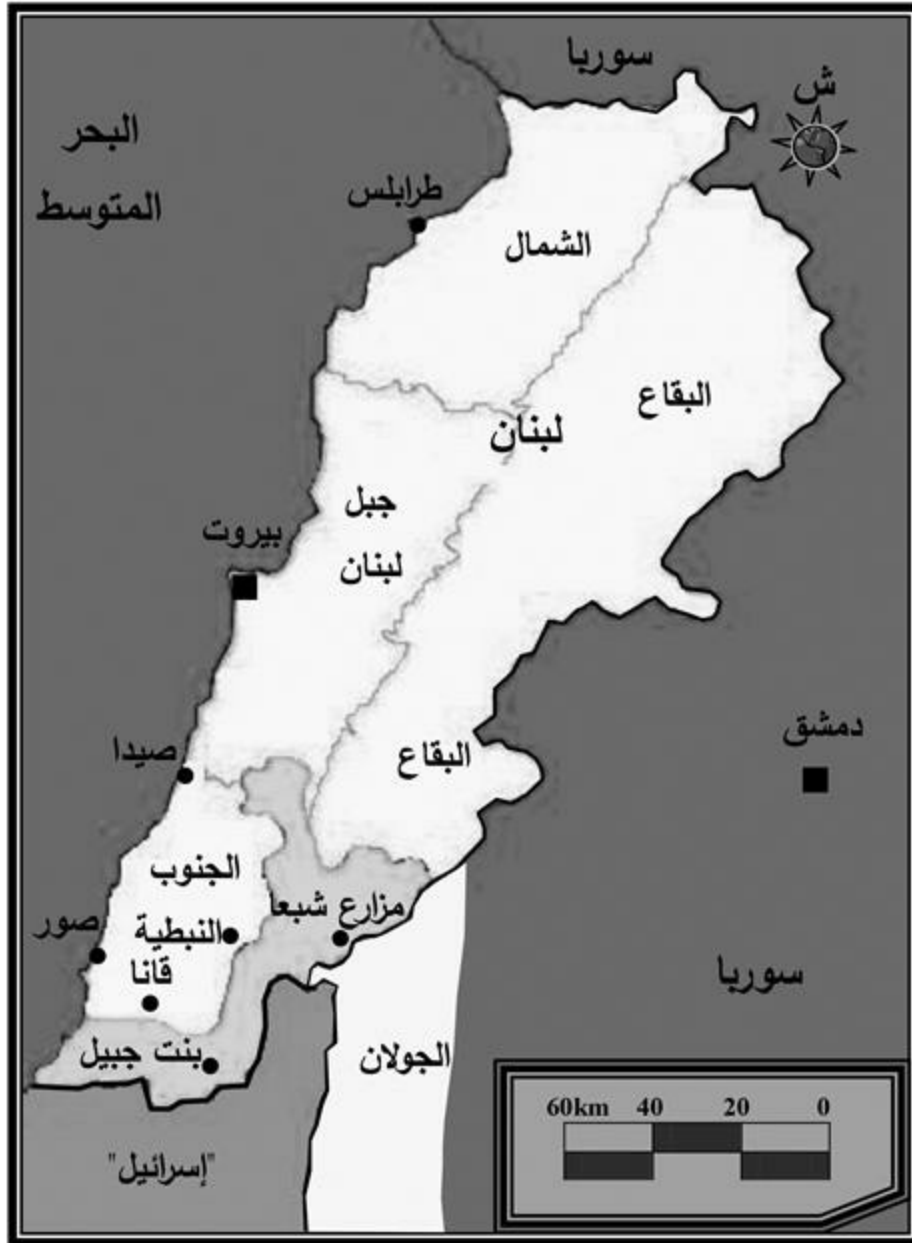 سوريا
ش
البحر
المتوسط
طرابلس
الشمال
البقاع
لبنان
جبل
لبنان
بيروت
دمشق
البقاع
صيدا
الجنوب
مزارع شبعا
صور
النبطية
قانا
سوريا
بنت جبيل
الجولان
60km 40 20 0
"إسرائيل"